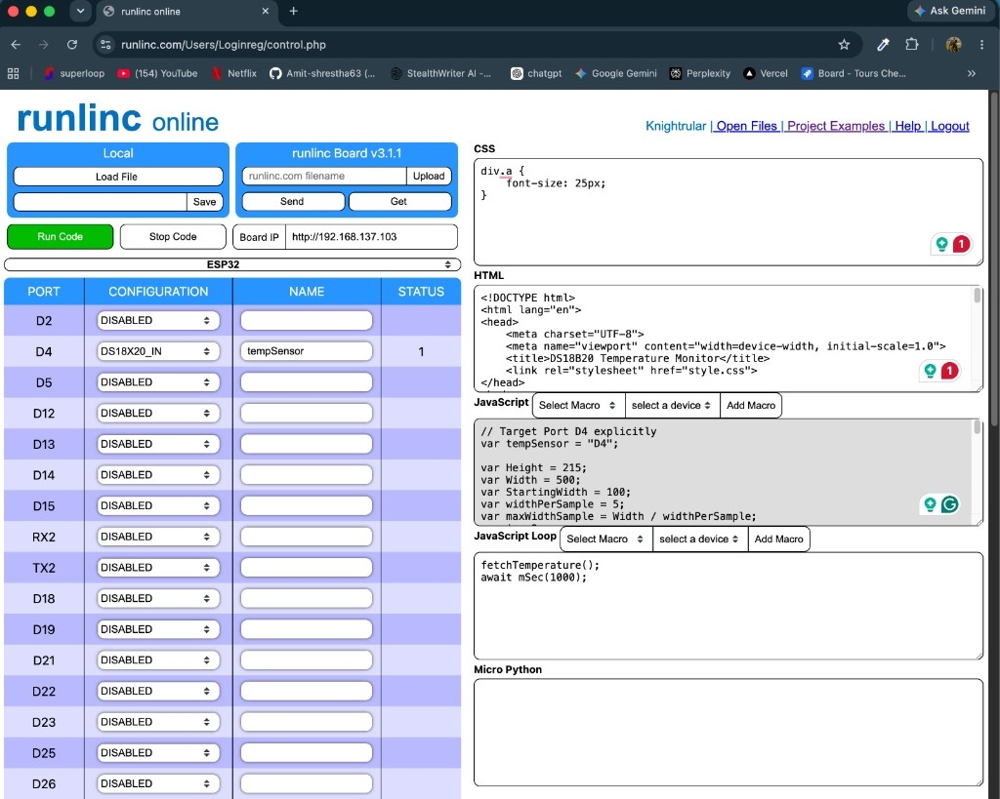 runlinc online
Ask Gemini
runlinc.com/Users/Loginreg/control.php
superloop
(154) YouTube
Netflix
Amit-shrestha63 (...
StealthWriter AI -...
chatgpt
Google Gemini
Perplexity
Vercel
Board - Tours Che...
runlinc online
Knightrular | Open Files | Project Examples | Help | Logout
Local
Load File
Save
runlinc Board v3.1.1
runlinc.com filename
Upload
Send
Get
Run Code
Stop Code
Board IP
http://192.168.137.103
ESP32
PORT CONFIGURATION NAME STATUS
D2 DISABLED
D4 DS18X20_IN tempSensor 1
D5 DISABLED
D12 DISABLED
D13 DISABLED
D14 DISABLED
D15 DISABLED
RX2 DISABLED
TX2 DISABLED
D18 DISABLED
D19 DISABLED
D21 DISABLED
D22 DISABLED
D23 DISABLED
D25 DISABLED
D26 DISABLED
CSS
div.a {
    font-size: 25px;
}
1
HTML
<!DOCTYPE html>
<html lang="en">
<head>
    <meta charset="UTF-8">
    <meta name="viewport" content="width=device-width, initial-scale=1.0">
    <title>DS18B20 Temperature Monitor</title>
    <link rel="stylesheet" href="style.css">
</head>
1
JavaScript
Select Macro
select a device
Add Macro
// Target Port D4 explicitly
var tempSensor = "D4";
var Height = 215;
var Width = 500;
var StartingWidth = 100;
var widthPerSample = 5;
var maxWidthSample = Width / widthPerSample;
JavaScript Loop
Select Macro
select a device
Add Macro
fetchTemperature();
await mSec(1000);
Micro Python